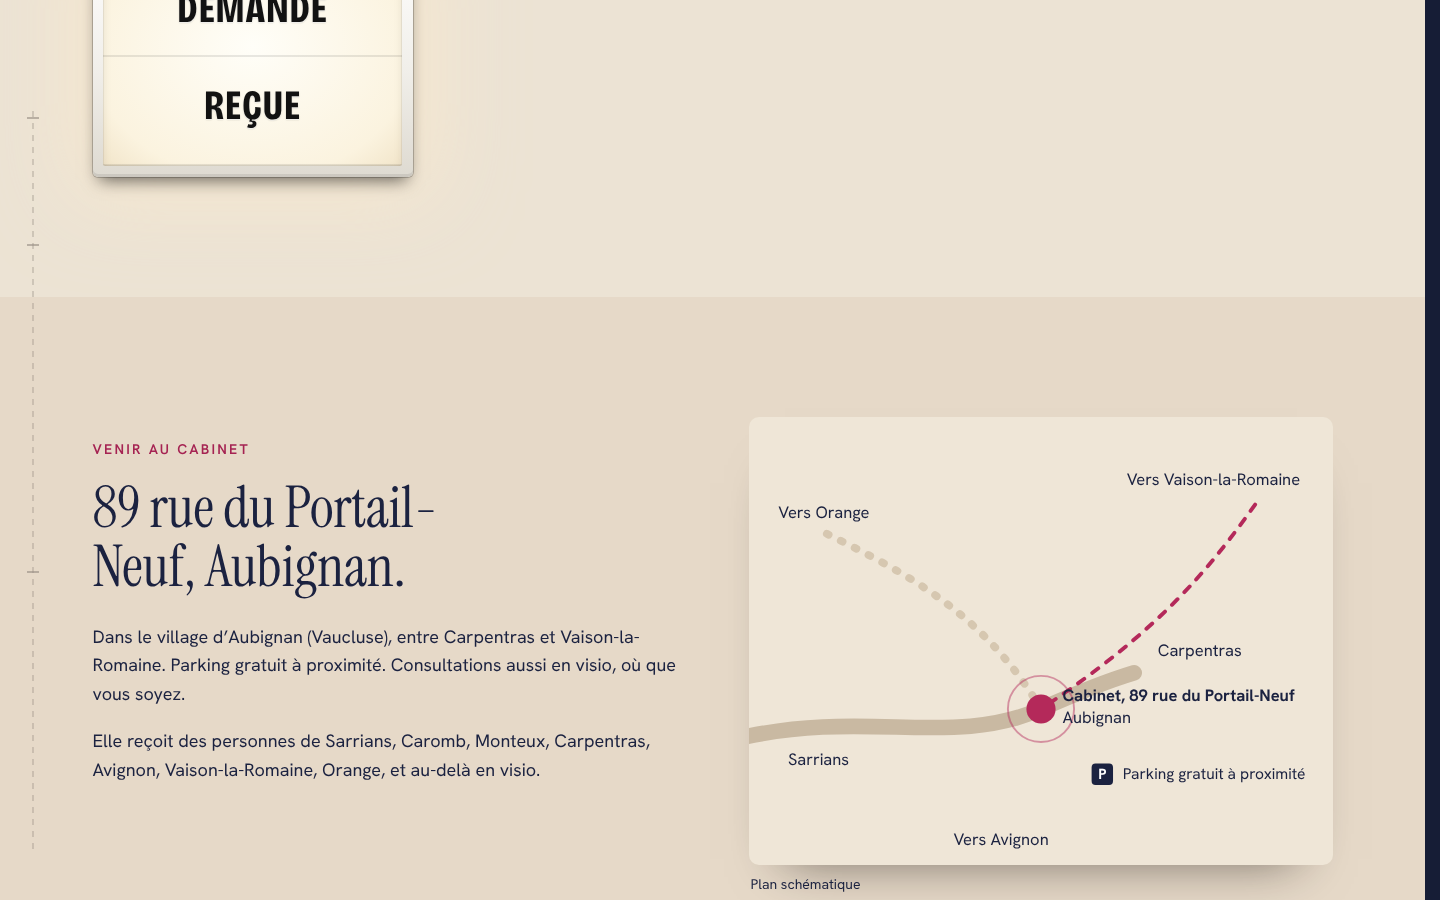 DEMANDE
REÇUE
VENIR AU CABINET
89 rue du Portail-
Neuf, Aubignan.
Dans le village d’Aubignan (Vaucluse), entre Carpentras et Vaison-la-
Romaine. Parking gratuit à proximité. Consultations aussi en visio, où que
vous soyez.
Elle reçoit des personnes de Sarrians, Caromb, Monteux, Carpentras,
Avignon, Vaison-la-Romaine, Orange, et au-delà en visio.
Vers Vaison-la-Romaine
Vers Orange
Carpentras
Cabinet, 89 rue du Portail-Neuf
Aubignan
Sarrians
P Parking gratuit à proximité
Vers Avignon
Plan schématique